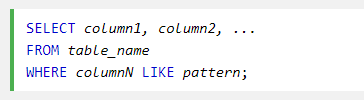 SELECT column1, column2, ...
FROM table_name
WHERE columnN LIKE pattern;